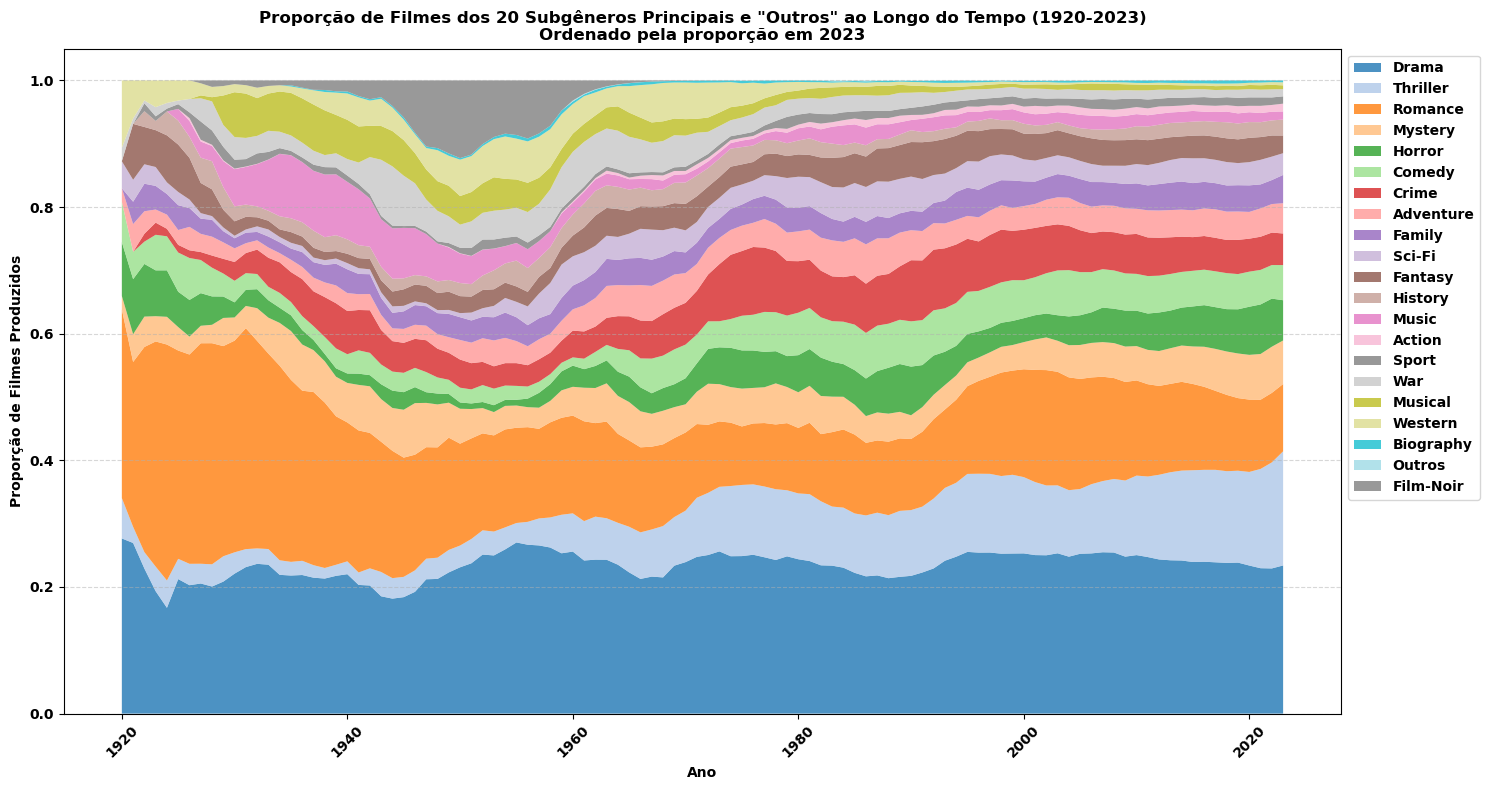 Proporção de Filmes dos 20 Subgêneros Principais e "Outros" ao Longo do Tempo (1920-2023)
Ordenado pela proporção em 2023
Proporção de Filmes Produzidos
1.0
0.8
0.6
0.4
0.2
0.0
1920
1940
1960
1980
2000
2020
Ano
Drama
Thriller
Romance
Mystery
Horror
Comedy
Crime
Adventure
Family
Sci-Fi
Fantasy
History
Music
Action
Sport
War
Musical
Western
Biography
Outros
Film-Noir